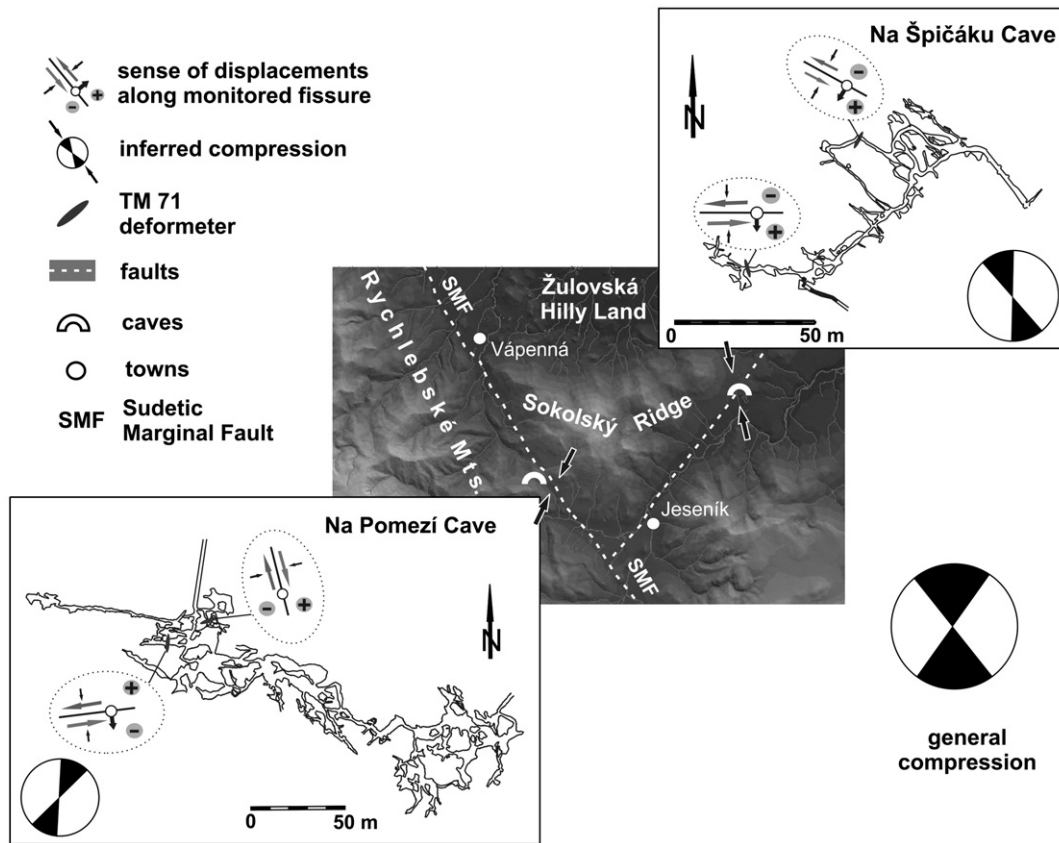 sense of displacements
along monitored fissure
inferred compression
TM 71
deformeter
faults
caves
towns
SMF Sudetic
Marginal Fault
Na Špičáku Cave
N
0 50 m
Rychlebské Mts.
SMF
Žulovská
Hilly Land
Vápenná
Sokolský Ridge
Jeseník
SMF
Na Pomezí Cave
N
0 50 m
general
compression